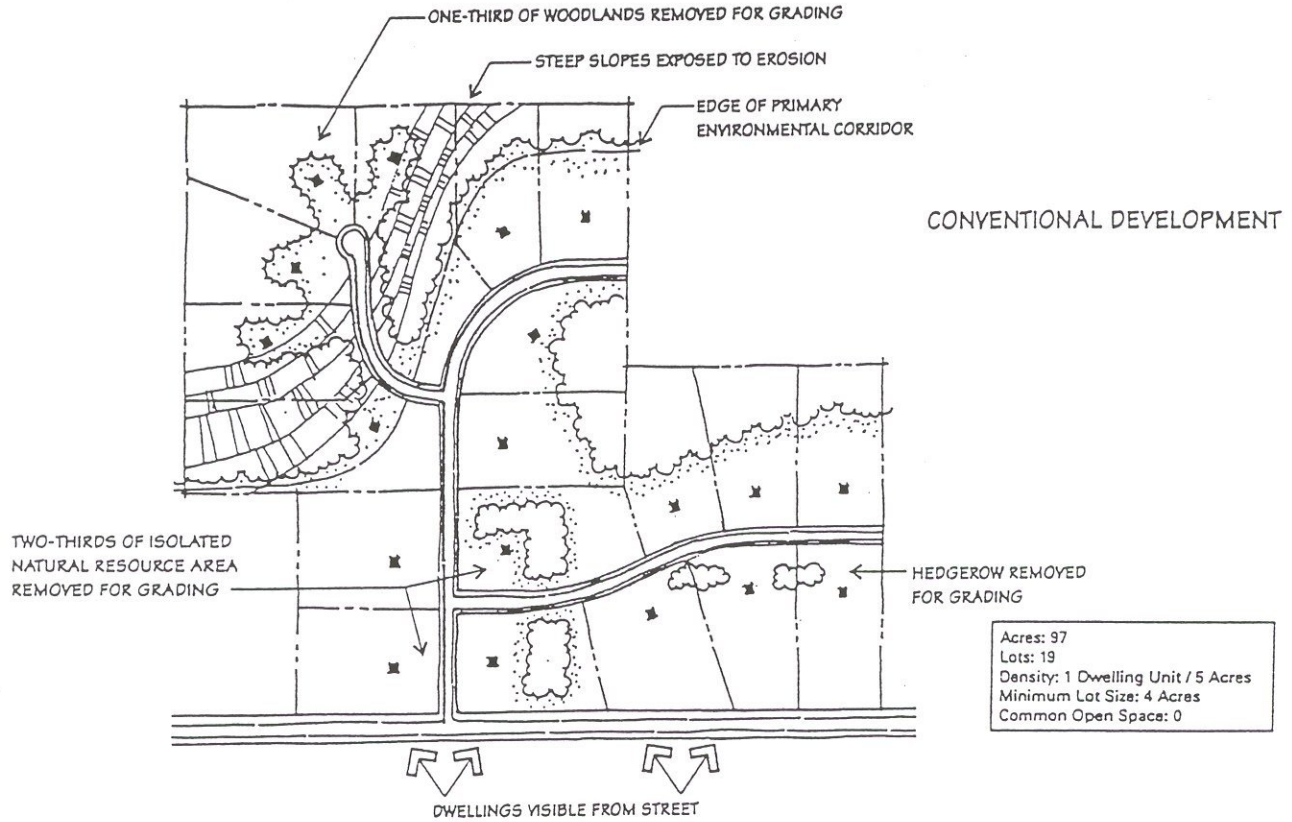 ONE-THIRD OF WOODLANDS REMOVED FOR GRADING
STEEP SLOPES EXPOSED TO EROSION
EDGE OF PRIMARY
ENVIRONMENTAL CORRIDOR
CONVENTIONAL DEVELOPMENT
TWO-THIRDS OF ISOLATED
NATURAL RESOURCE AREA
REMOVED FOR GRADING
HEDGEROW REMOVED
FOR GRADING
Acres: 97
Lots: 19
Density: 1 Dwelling Unit / 5 Acres
Minimum Lot Size: 4 Acres
Common Open Space: 0
DWELLINGS VISIBLE FROM STREET